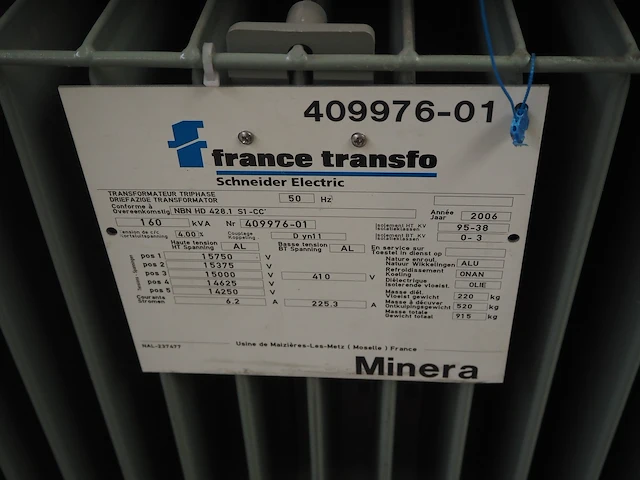 409976-01
france transfo
Schneider Electric
TRANSFORMATEUR TRIPHASE
DRIEFAZIGE TRANSFORMATOR
50 Hz
Conforme à
Overeenkomstig NBN HD 428.1 S1-CC'
Année
Jaar 2006
160 kVA Nr 409976-01
Isolement HT. KV
Isolatieklassen 95-38
Tension de c/c
Kortsluitspanning 4.00 %
Couplage
Koppeling D yn11
Isolement BT. KV
Isolatieklassen 0-3
Haute tension
HT Spanning AL
Basse tension
BT Spanning AL
En service sur
Toestel in dienst op
pos 1 15750 V
pos 2 15375 V
pos 3 15000 V 410 V
pos 4 14625 V
pos 5 14250 V
Courants
Stromen 6.2 A 225.3 A
Nature enroul.
Natuur Wikkelingen ALU
Refroidissement
Koeling ONAN
Diélectrique
Isolerende vloeist. OLIE
Masse diél.
Vloeist gewicht 220 kg
Masse à décuver
Ontkulpingsgewicht 520 kg
Masse totale
Totaal gewicht 915 kg
HAL-237477
Usine de Maizières-Les-Metz ( Moselle ) France
Minera